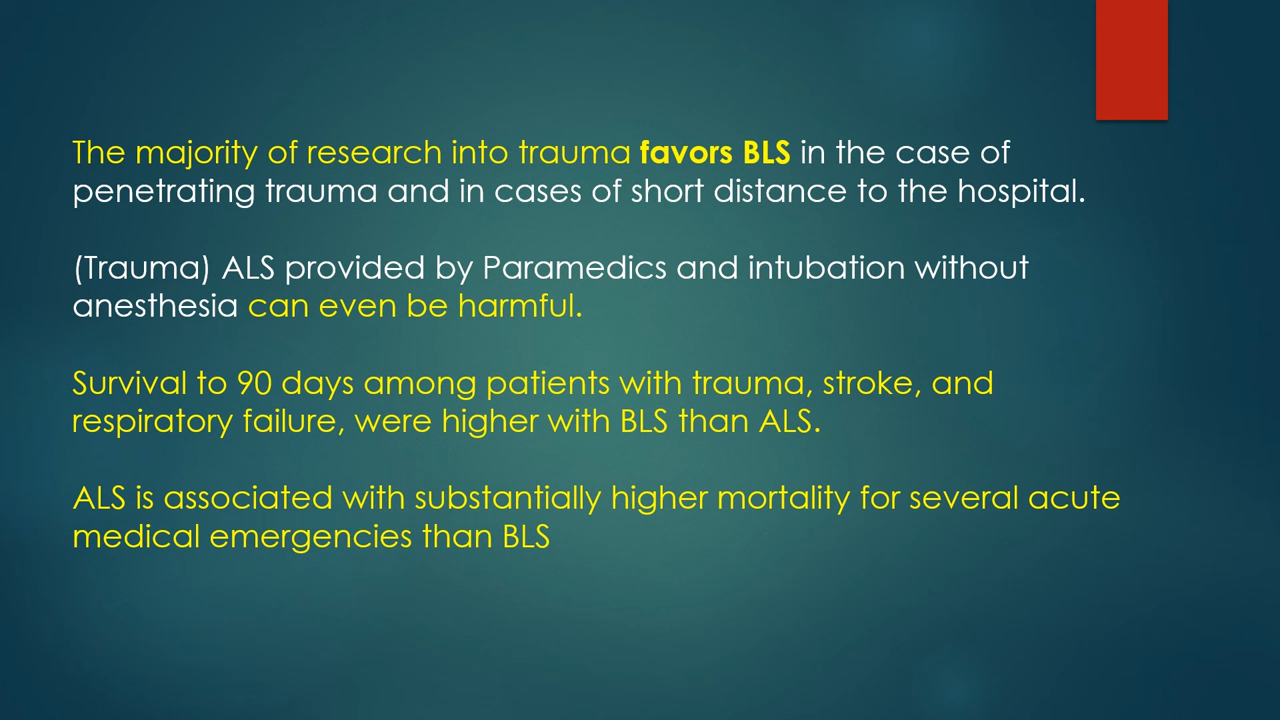 The majority of research into trauma favors BLS in the case of
penetrating trauma and in cases of short distance to the hospital.
(Trauma) ALS provided by Paramedics and intubation without
anesthesia can even be harmful.
Survival to 90 days among patients with trauma, stroke, and
respiratory failure, were higher with BLS than ALS.
ALS is associated with substantially higher mortality for several acute
medical emergencies than BLS